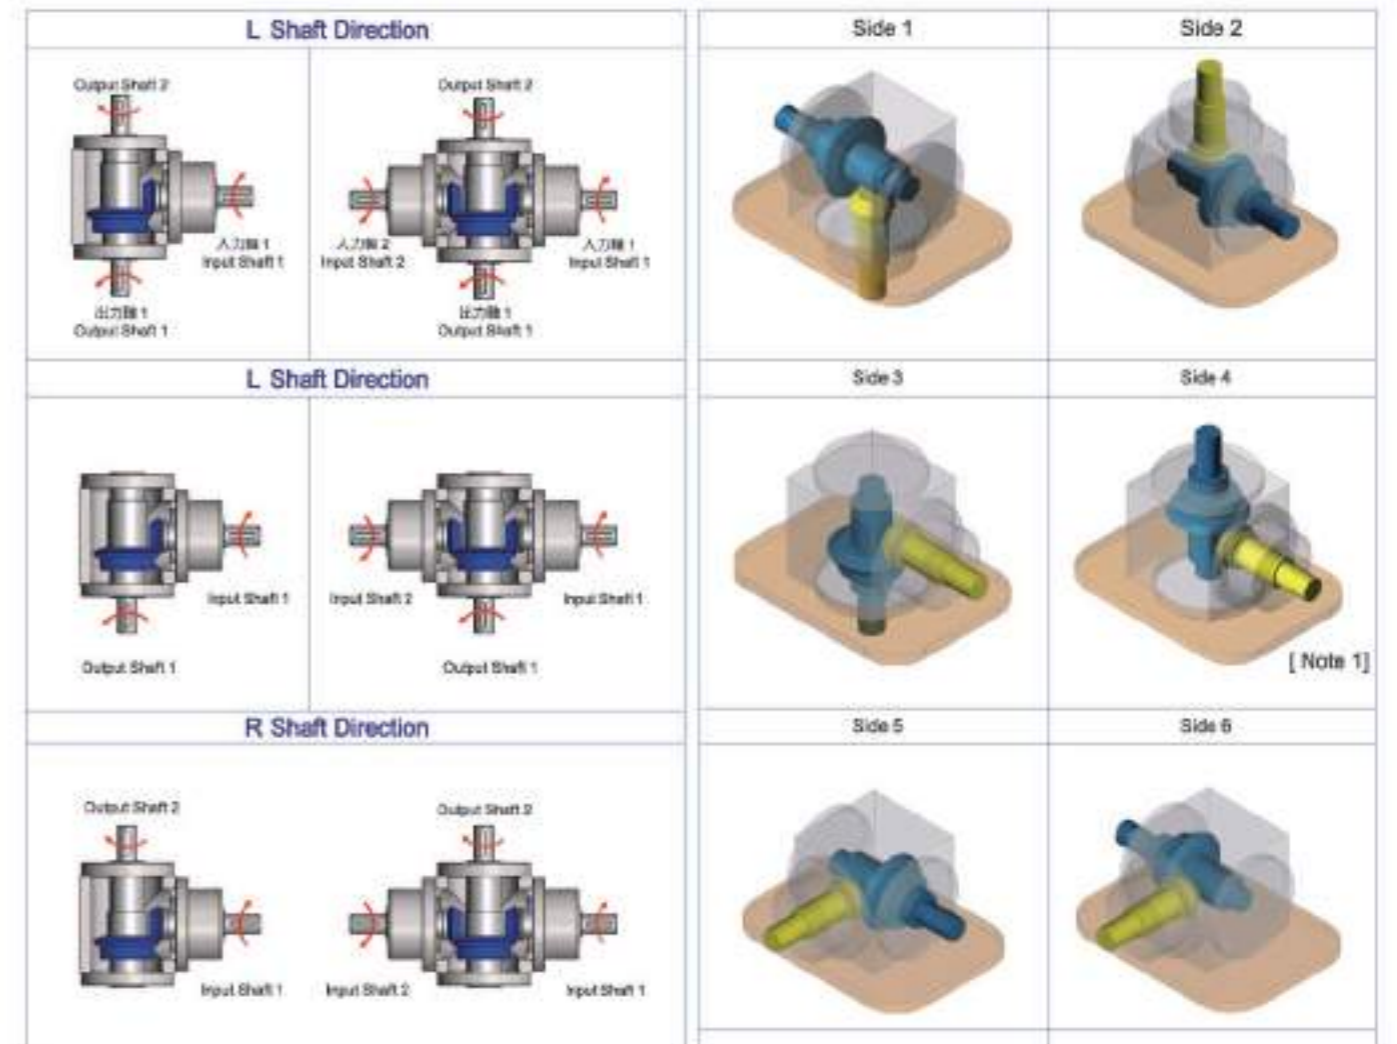 L Shaft Direction
Output Shaft 2
Output Shaft 2
入力軸 1
Input Shaft 1
入力軸 2
Input Shaft 2
入力軸 1
Input Shaft 1
出力軸 1
Output Shaft 1
出力軸 1
Output Shaft 1
L Shaft Direction
Input Shaft 1
Input Shaft 2
Input Shaft 1
Output Shaft 1
Output Shaft 1
R Shaft Direction
Output Shaft 2
Output Shaft 2
Input Shaft 1
Input Shaft 2
Input Shaft 1
Side 1
Side 2
Side 3
Side 4
[ Note 1]
Side 5
Side 6